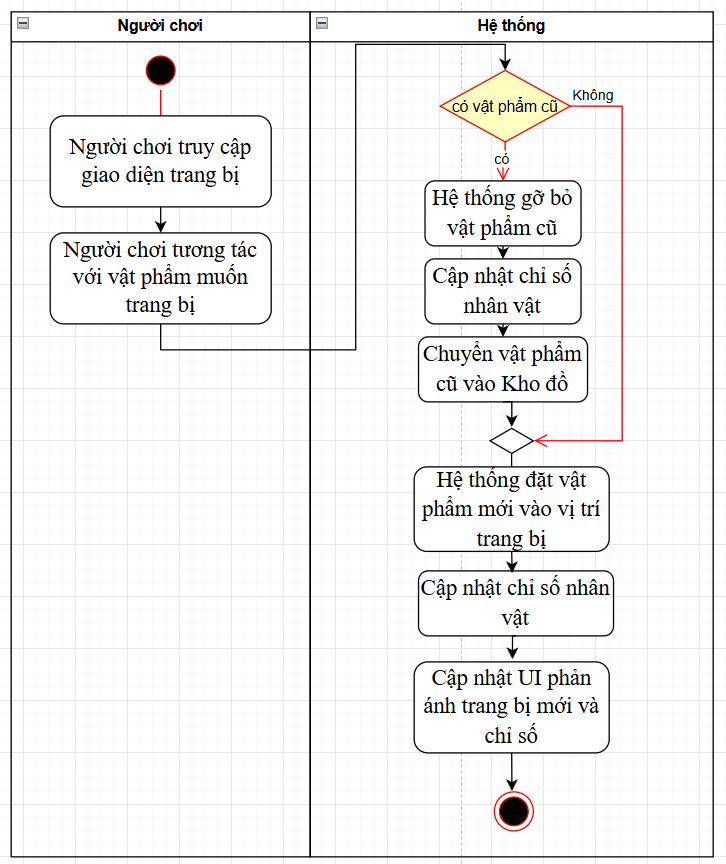 Người chơi
Hệ thống
Người chơi truy cập
giao diện trang bị
Người chơi tương tác
với vật phẩm muốn
trang bị
có vật phẩm cũ
Không
có
Hệ thống gỡ bỏ
vật phẩm cũ
Cập nhật chỉ số
nhân vật
Chuyển vật phẩm
cũ vào Kho đồ
Hệ thống đặt vật
phẩm mới vào vị trí
trang bị
Cập nhật chỉ số nhân
vật
Cập nhật UI phản
ánh trang bị mới và
chỉ số